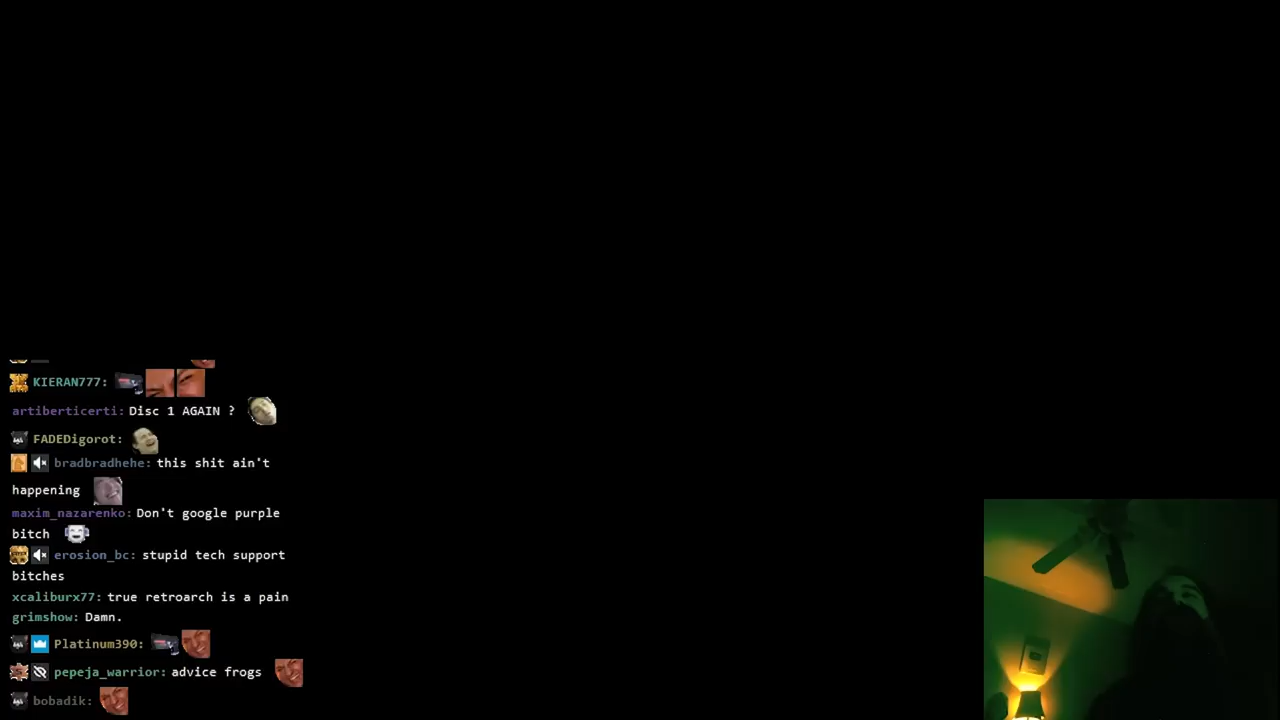 KIERAN777:
artiberticerti: Disc 1 AGAIN ?
FADEDigorot:
bradbradhehe: this shit ain't
happening
maxim_nazarenko: Don't google purple
bitch
erosion_bc: stupid tech support
bitches
xcaliburx77: true retroarch is a pain
grimshow: Damn.
Platinum390:
pepeja_warrior: advice frogs
bobadik: